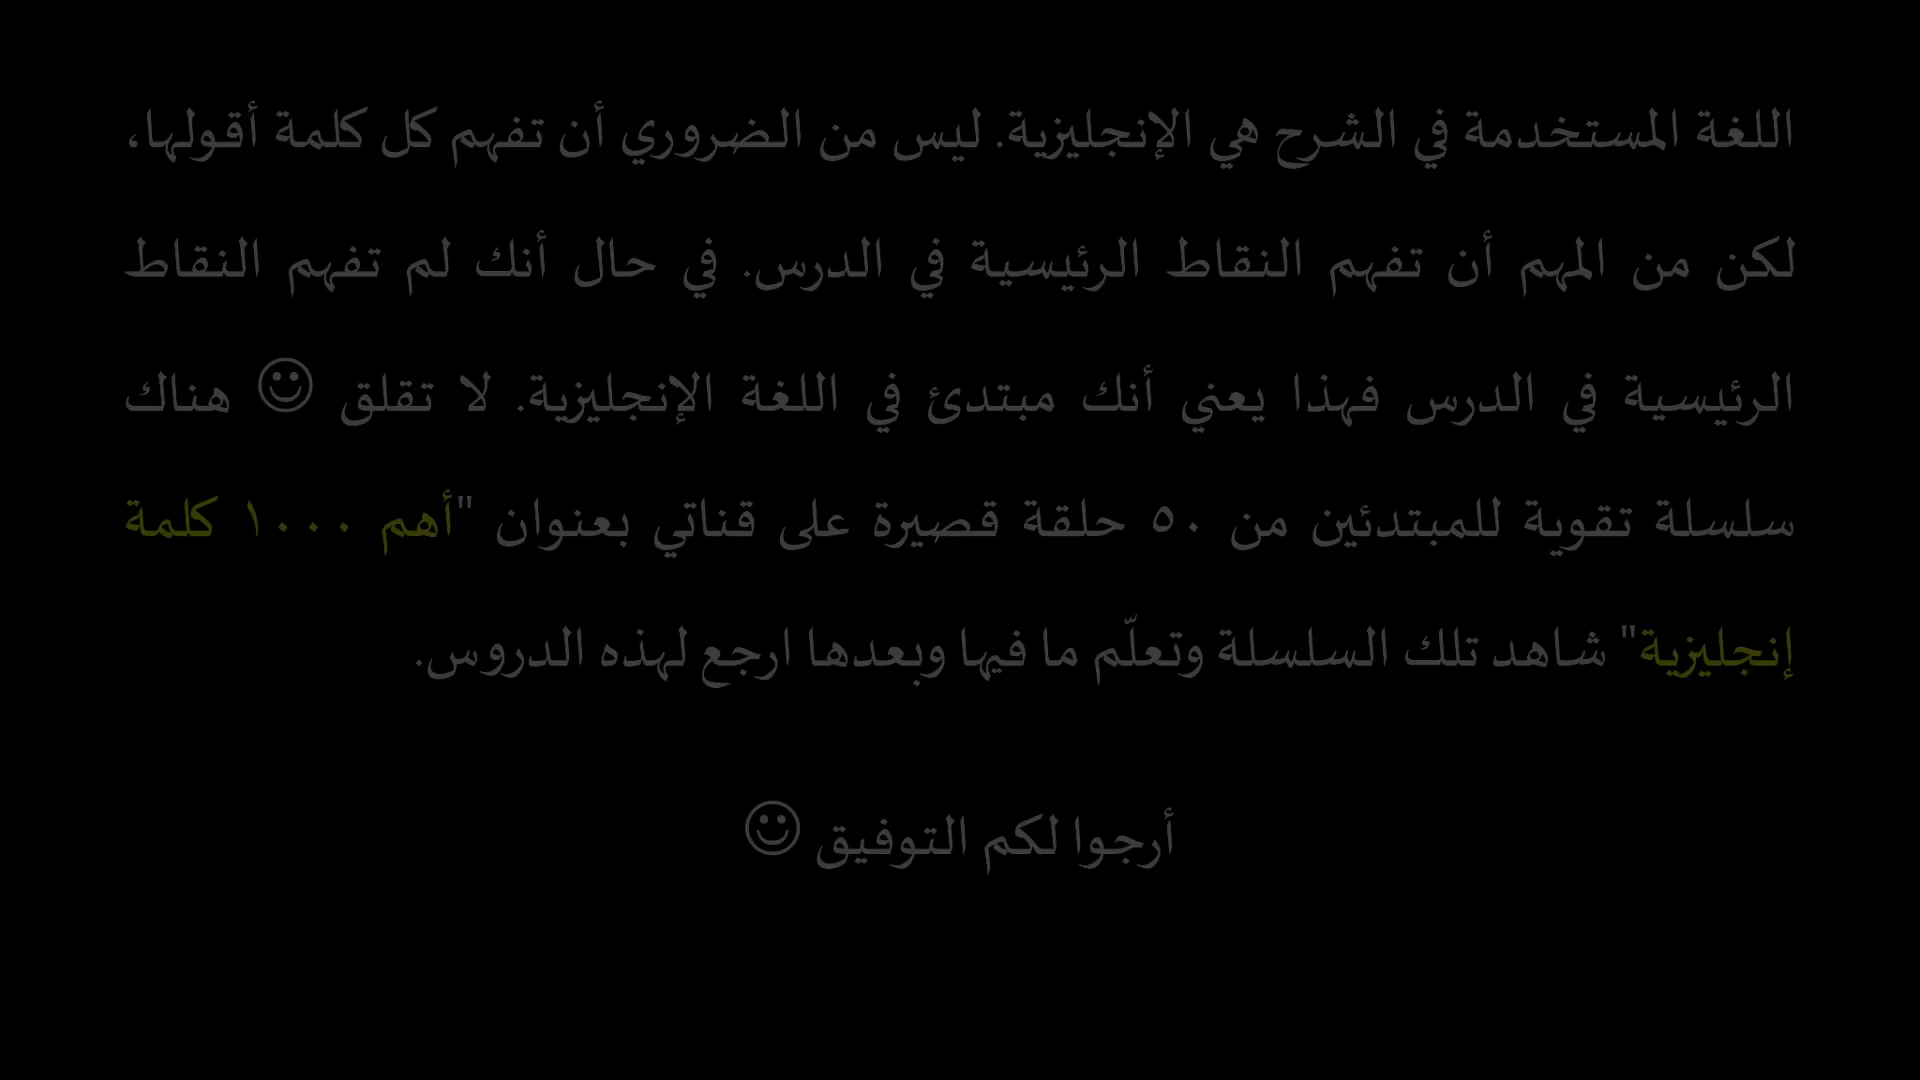 اللغة المستخدمة في الشرح هي الإنجليزية. ليس من الضروري أن تفهم كل كلمة أقولها،
لكن من المهم أن تفهم النقاط الرئيسية في الدرس. في حال أنك لم تفهم النقاط
الرئيسية في الدرس فهذا يعني أنك مبتدئ في اللغة الإنجليزية. لا تقلق ☺ هناك
سلسلة تقوية للمبتدئين من ٥٠ حلقة قصيرة على قناتي بعنوان "أهم ١٠٠٠ كلمة
إنجليزية" شاهد تلك السلسلة وتعلّم ما فيها وبعدها ارجع لهذه الدروس.
أرجوا لكم التوفيق ☺